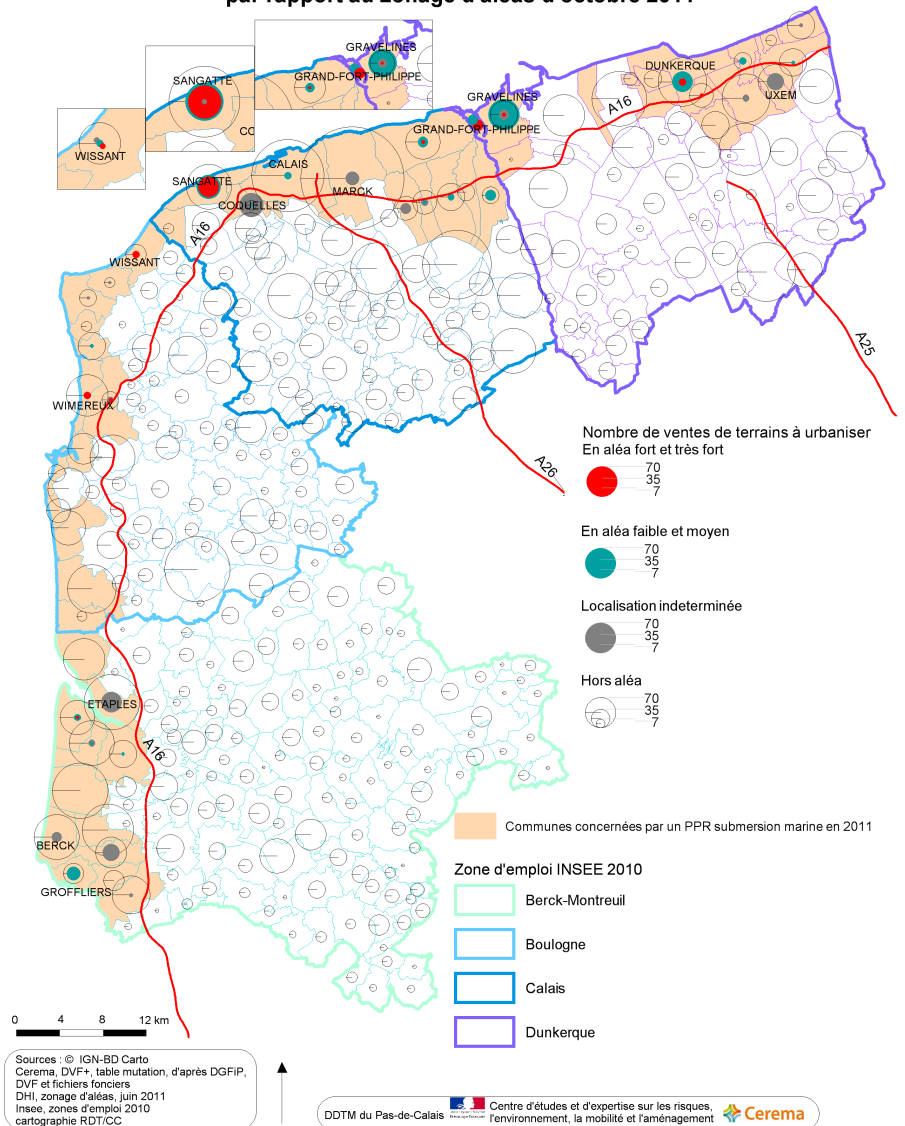 par rapport au zonage d'aléas d'octobre 2011
GRAVELINES
SANGATTE
GRAND-FORT-PHILIPPE
CC
WISSANT
DUNKERQUE
UXEM
A16
GRAVELINES
GRAND-FORT-PHILIPPE
CALAIS
SANGATTE
MARCK
COQUELLES
A16
WISSANT
A25
WIMEREUX
A26
ETAPLES
A16
BERCK
GROFFLIERS
Nombre de ventes de terrains à urbaniser
En aléa fort et très fort
70
35
7
En aléa faible et moyen
70
35
7
Localisation indeterminée
70
35
7
Hors aléa
70
35
7
Communes concernées par un PPR submersion marine en 2011
Zone d'emploi INSEE 2010
Berck-Montreuil
Boulogne
Calais
Dunkerque
0 4 8 12 km
Sources : © IGN-BD Carto
Cerema, DVF+, table mutation, d'après DGFiP,
DVF et fichiers fonciers
DHI, zonage d'aléas, juin 2011
Insee, zones d'emploi 2010
cartographie RDT/CC
DDTM du Pas-de-Calais
Centre d'études et d'expertise sur les risques,
l'environnement, la mobilité et l'aménagement
Cerema